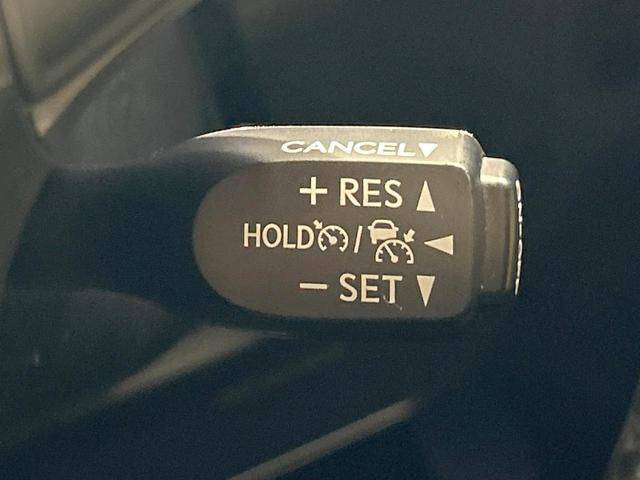 CANCEL▼
+ RES ▲
HOLD / ◀
− SET ▼